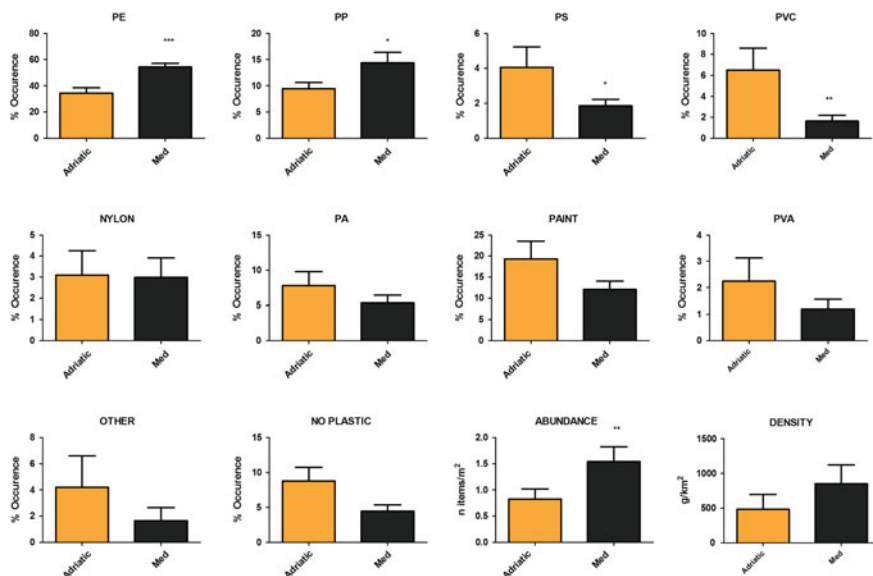 PE
% Occurence
80
60
40
20
0
Adriatic
Med
***
PP
% Occurence
20
15
10
5
0
Adriatic
Med
*
PS
% Occurence
6
4
2
0
Adriatic
Med
*
PVC
% Occurence
10
8
6
4
2
0
Adriatic
Med
**
NYLON
% Occurence
5
4
3
2
1
0
Adriatic
Med
PA
% Occurence
15
10
5
0
Adriatic
Med
PAINT
% Occurence
25
20
15
10
5
0
Adriatic
Med
PVA
% Occurence
4
3
2
1
0
Adriatic
Med
OTHER
% Occurence
8
6
4
2
0
Adriatic
Med
NO PLASTIC
% Occurence
15
10
5
0
Adriatic
Med
ABUNDANCE
n items/m²
2.0
1.5
1.0
0.5
0.0
Adriatic
Med
**
DENSITY
g/km²
1500
1000
500
0
Adriatic
Med